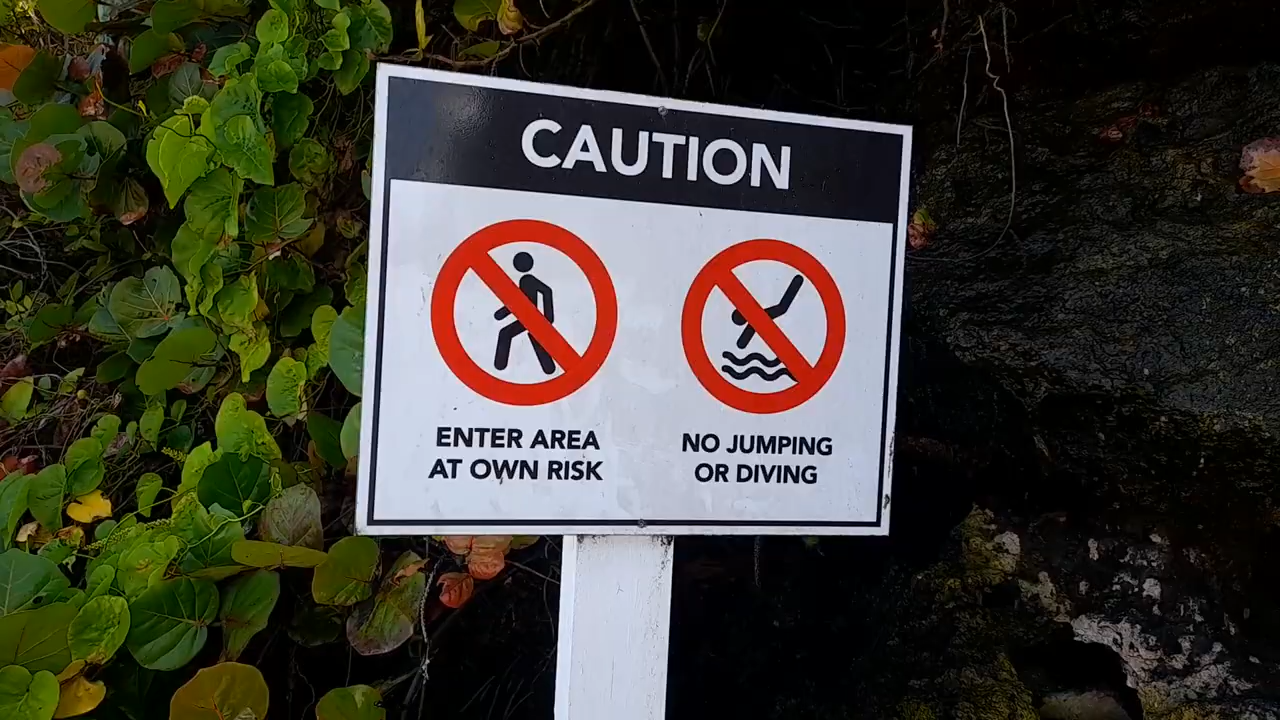 CAUTION
ENTER AREA
AT OWN RISK
NO JUMPING
OR DIVING